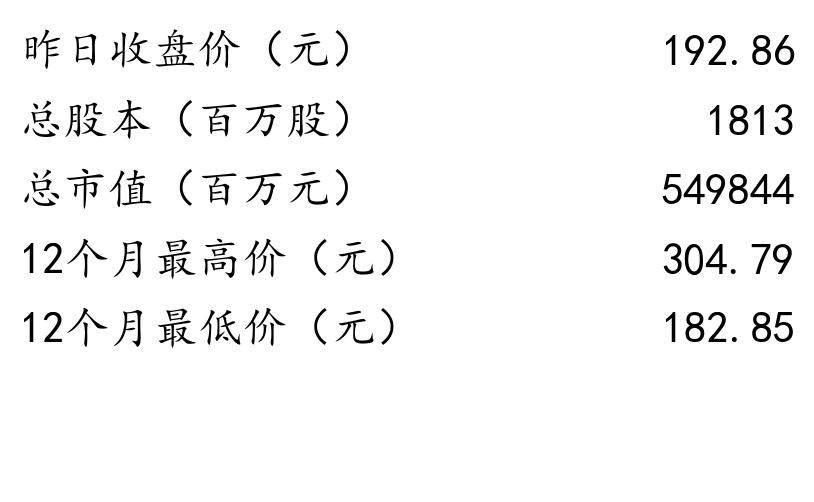 昨日收盘价（元） 192.86
总股本（百万股） 1813
总市值（百万元） 549844
12个月最高价（元） 304.79
12个月最低价（元） 182.85